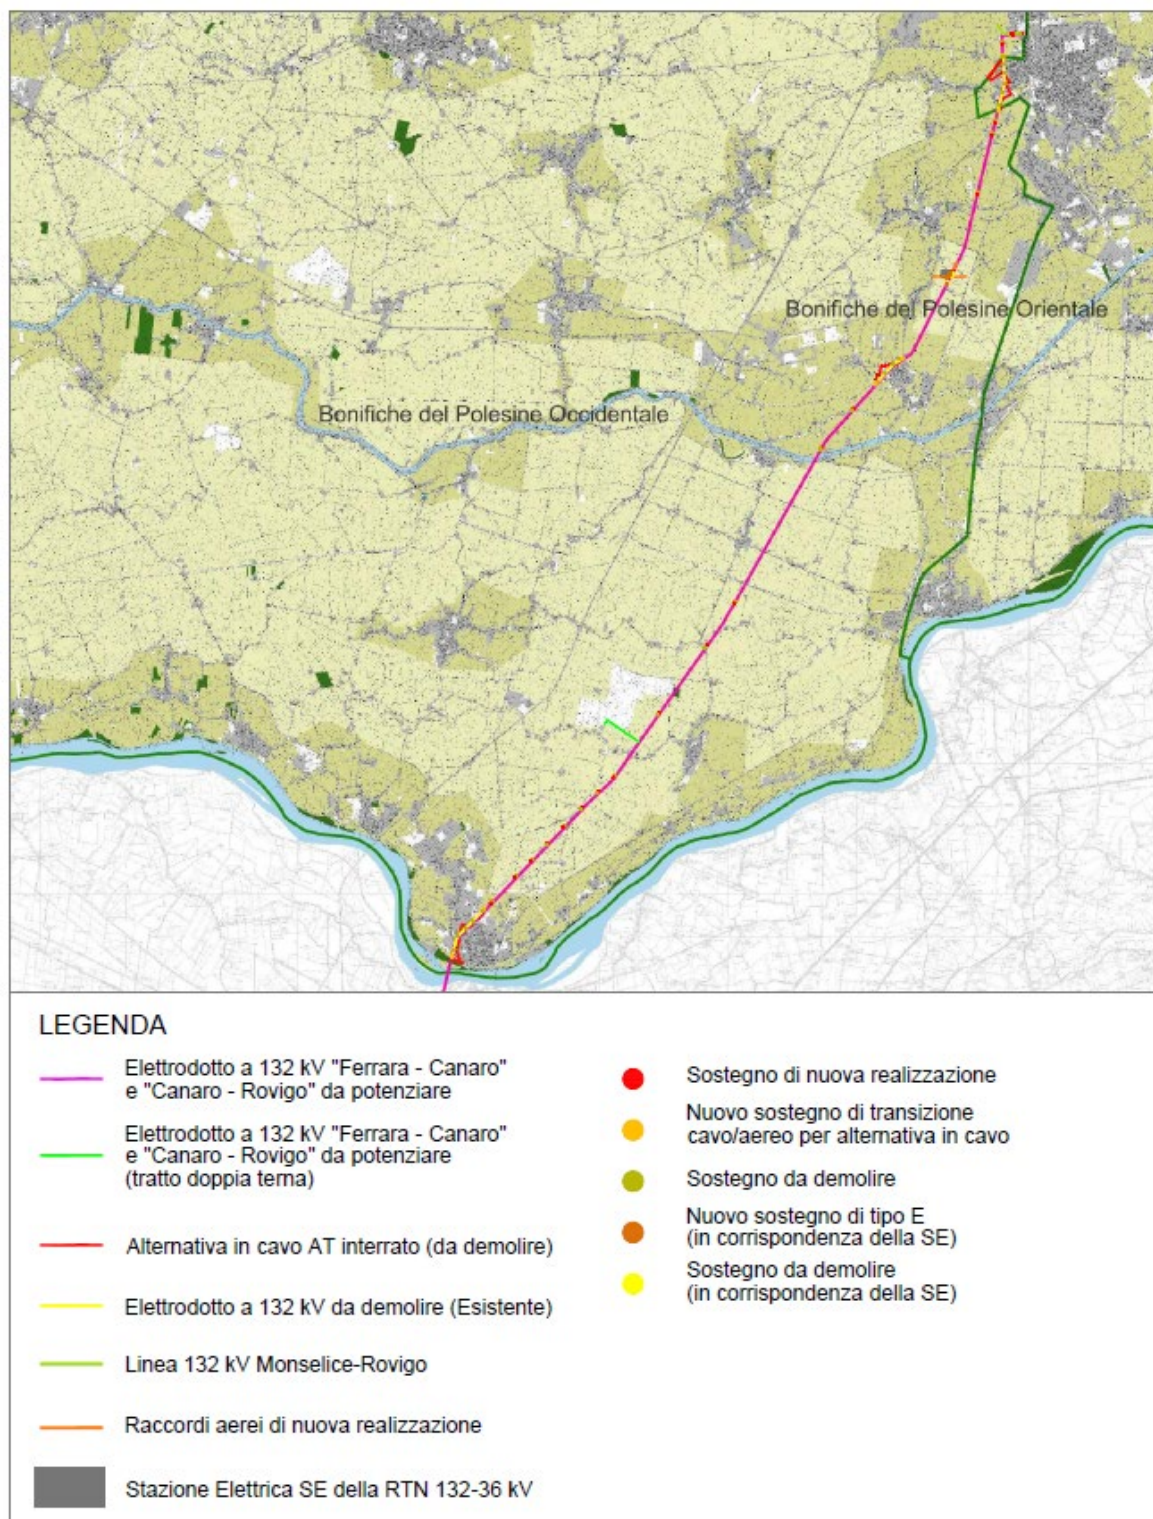 Bonifiche del Polesine Orientale
Bonifiche del Polesine Occidentale
LEGENDA
Elettrodotto a 132 kV "Ferrara - Canaro"
e "Canaro - Rovigo" da potenziare
Elettrodotto a 132 kV "Ferrara - Canaro"
e "Canaro - Rovigo" da potenziare
(tratto doppia terna)
Alternativa in cavo AT interrato (da demolire)
Elettrodotto a 132 kV da demolire (Esistente)
Linea 132 kV Monselice-Rovigo
Raccordi aerei di nuova realizzazione
Stazione Elettrica SE della RTN 132-36 kV
Sostegno di nuova realizzazione
Nuovo sostegno di transizione
cavo/aereo per alternativa in cavo
Sostegno da demolire
Nuovo sostegno di tipo E
(in corrispondenza della SE)
Sostegno da demolire
(in corrispondenza della SE)